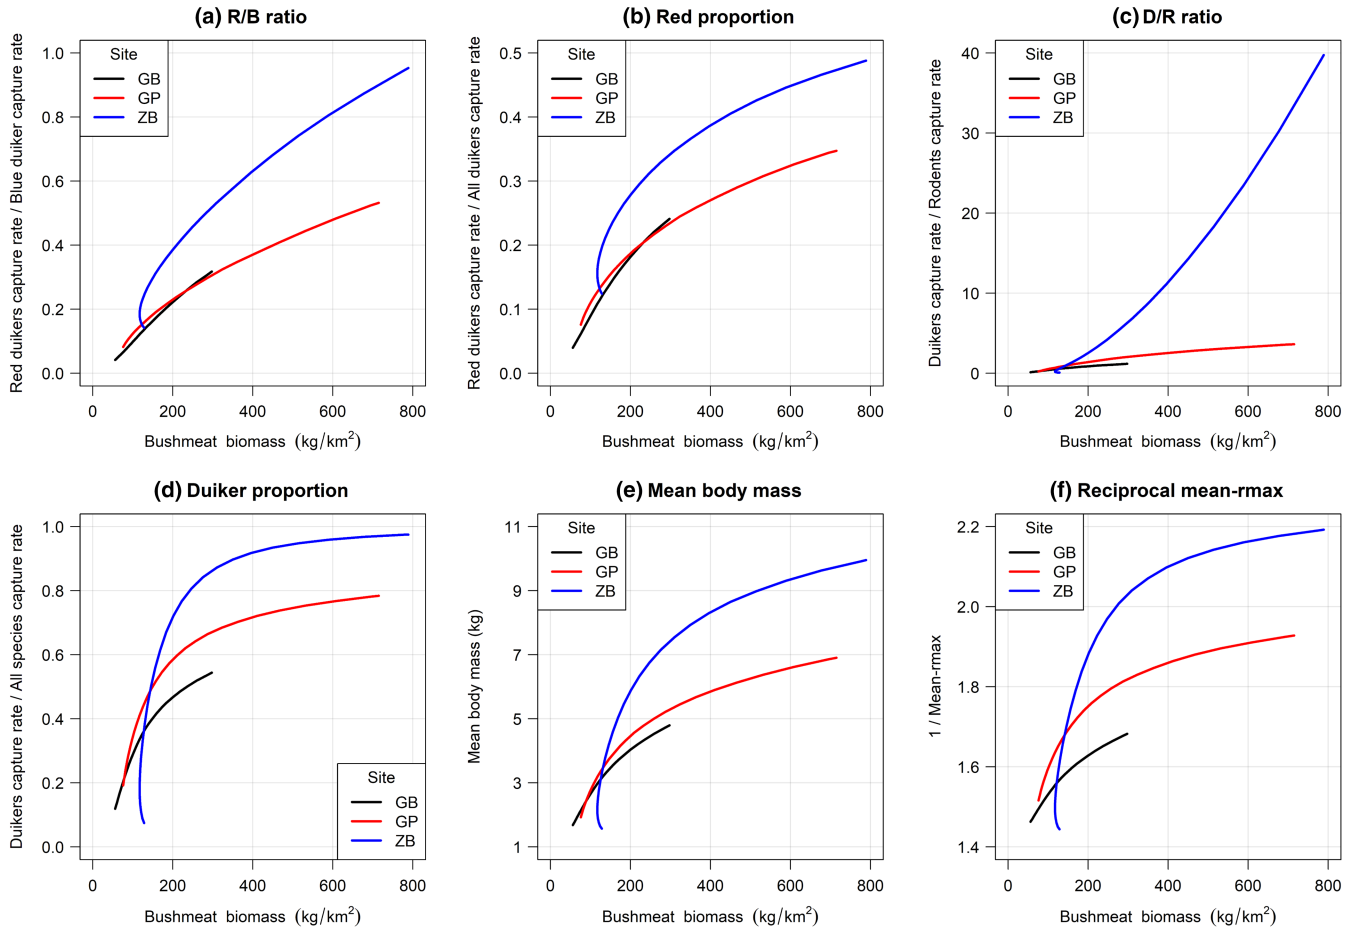 (a) R/B ratio
Red duikers capture rate / Blue duiker capture rate
1.0
0.8
0.6
0.4
0.2
0.0
Site
GB
GP
ZB
0 200 400 600 800
Bushmeat biomass (kg/km²)
(b) Red proportion
Red duikers capture rate / All duikers capture rate
0.5
0.4
0.3
0.2
0.1
0.0
Site
GB
GP
ZB
0 200 400 600 800
Bushmeat biomass (kg/km²)
(c) D/R ratio
Duikers capture rate / Rodents capture rate
40
30
20
10
0
Site
GB
GP
ZB
0 200 400 600 800
Bushmeat biomass (kg/km²)
(d) Duiker proportion
Duikers capture rate / All species capture rate
1.0
0.8
0.6
0.4
0.2
0.0
Site
GB
GP
ZB
0 200 400 600 800
Bushmeat biomass (kg/km²)
(e) Mean body mass
Mean body mass (kg)
11
9
7
5
3
1
Site
GB
GP
ZB
0 200 400 600 800
Bushmeat biomass (kg/km²)
(f) Reciprocal mean-rmax
1 / Mean-rmax
2.2
2.0
1.8
1.6
1.4
Site
GB
GP
ZB
0 200 400 600 800
Bushmeat biomass (kg/km²)